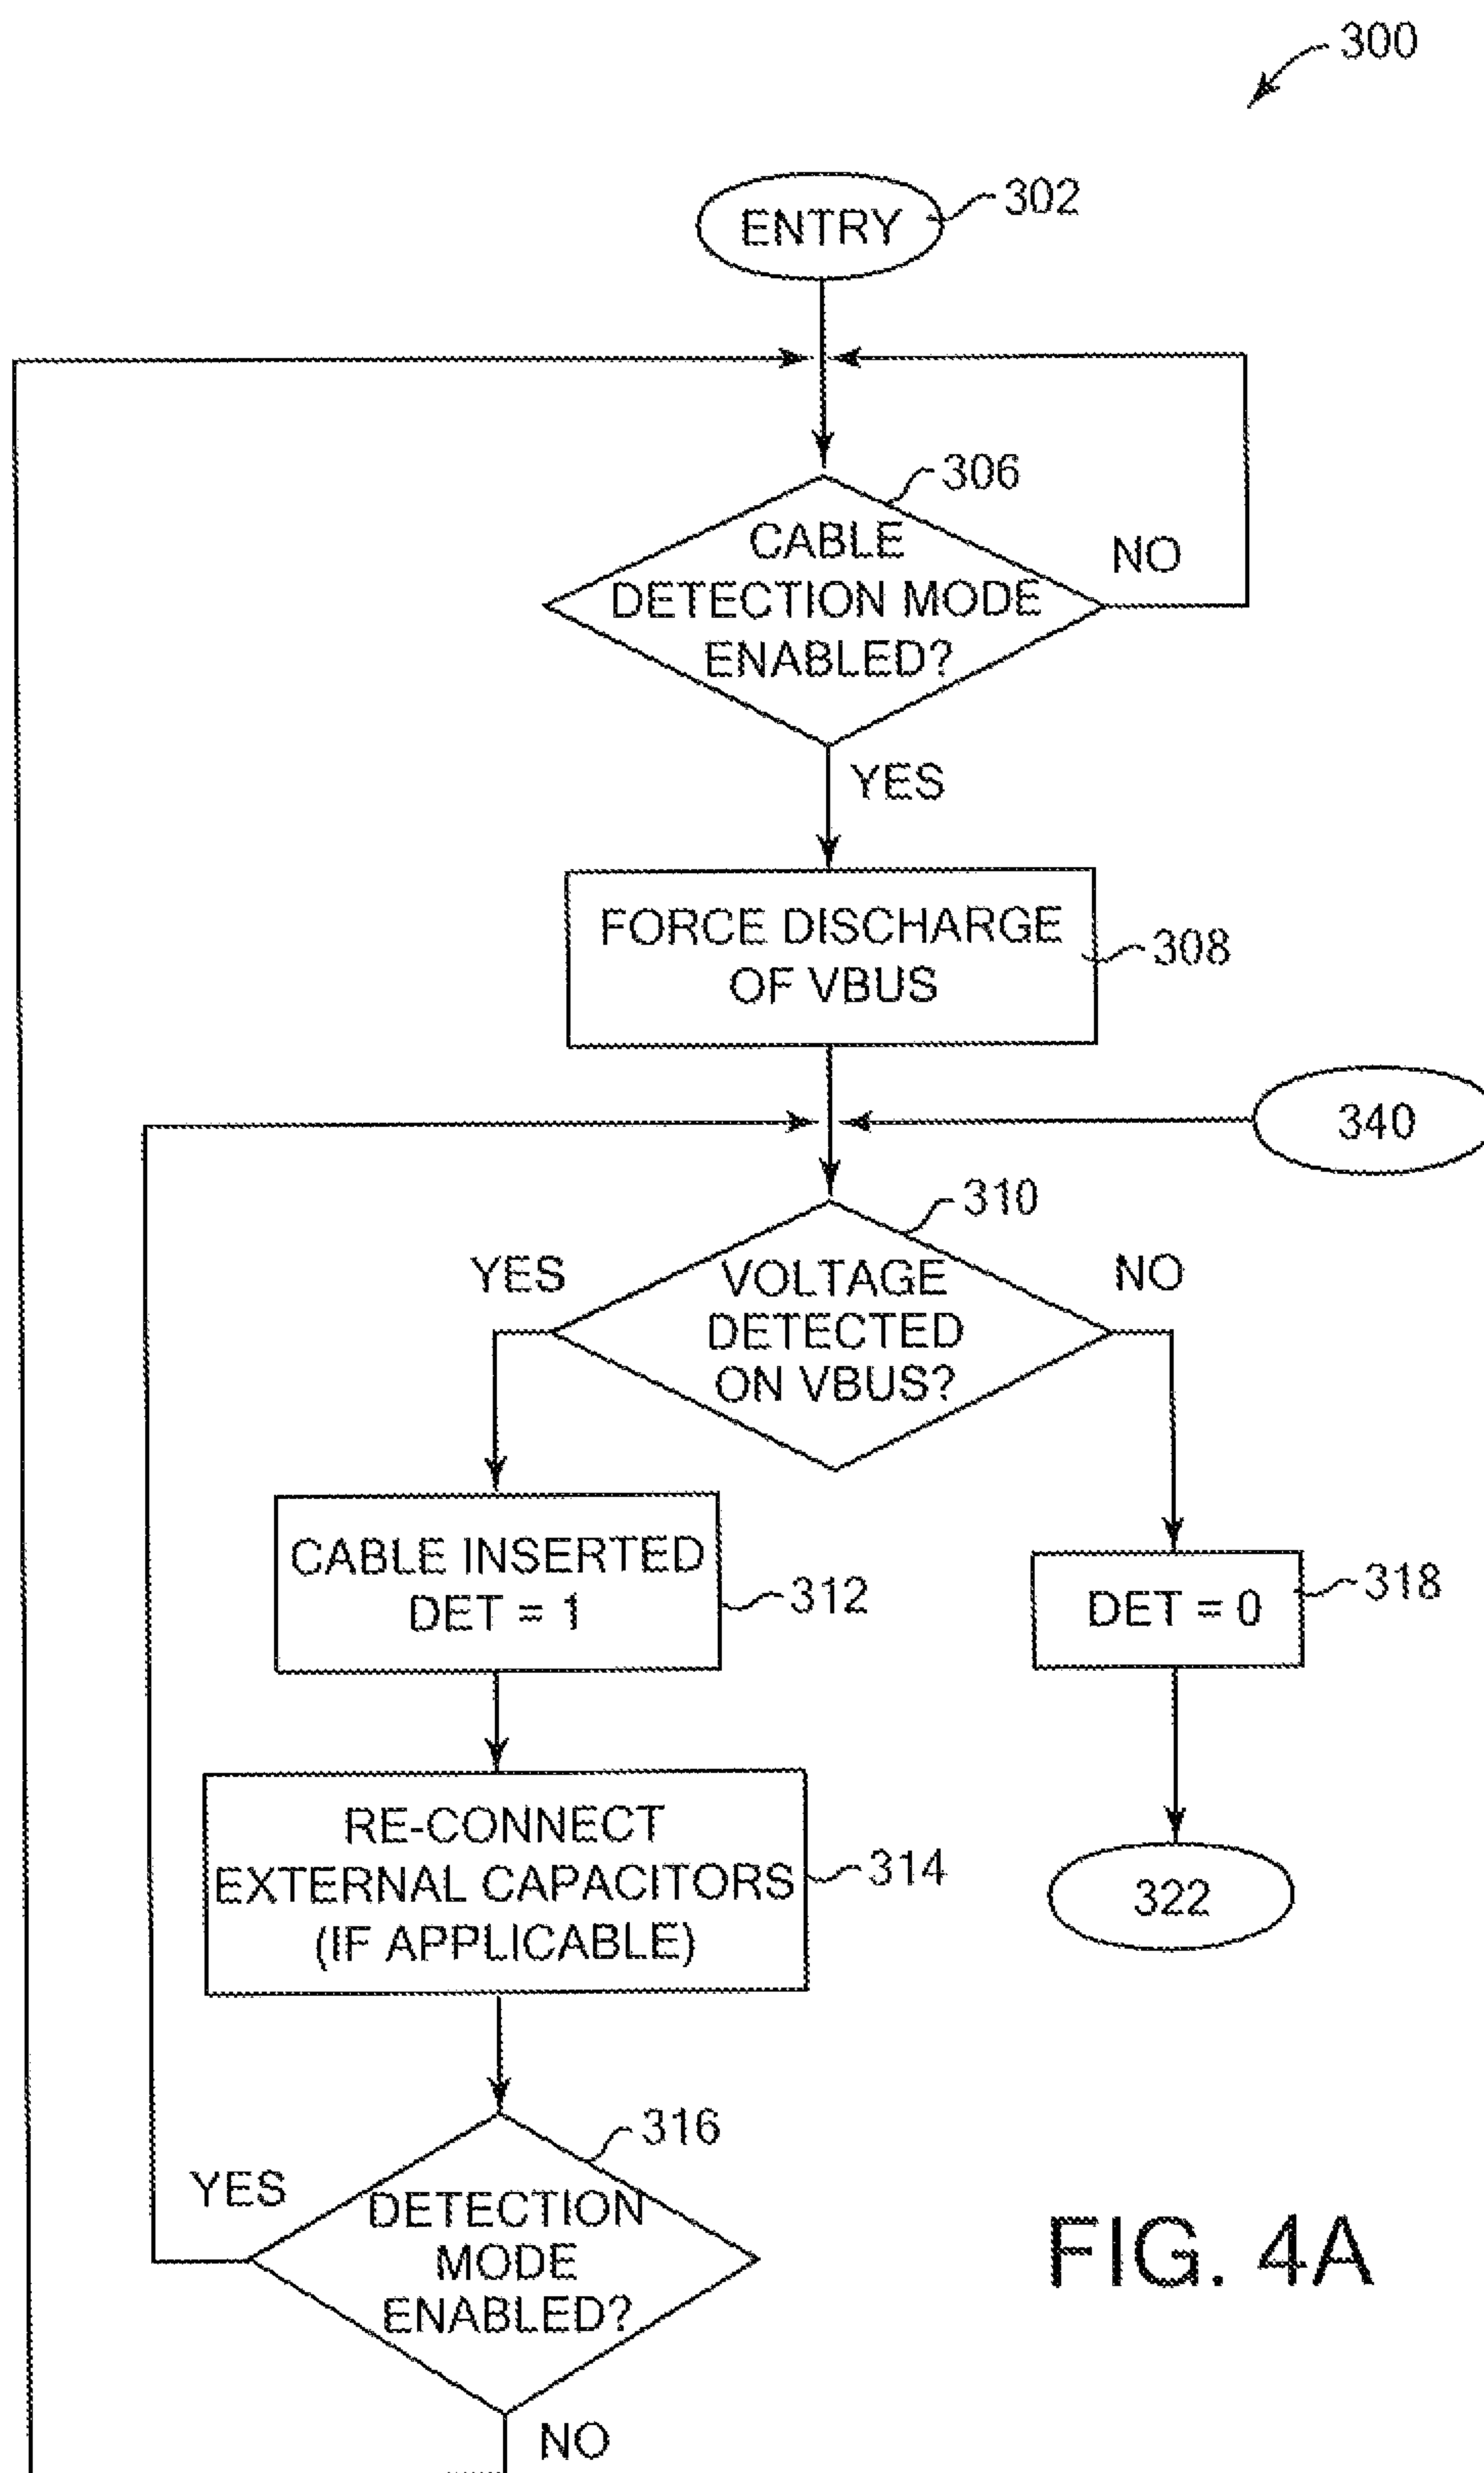 300
ENTRY
302
306
CABLE
DETECTION MODE
ENABLED?
NO
YES
FORCE DISCHARGE
OF VBUS
308
340
310
YES
VOLTAGE
DETECTED
ON VBUS?
NO
CABLE INSERTED
DET = 1
312
DET = 0
318
RE-CONNECT
EXTERNAL CAPACITORS
(IF APPLICABLE)
314
322
316
YES
DETECTION
MODE
ENABLED?
NO
FIG. 4A